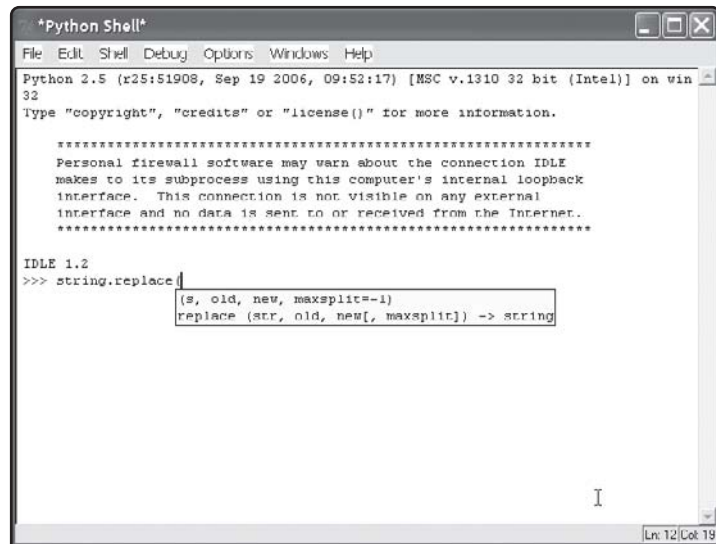 *Python Shell*
File Edit Shell Debug Options Windows Help
Python 2.5 (r25:51908, Sep 19 2006, 09:52:17) [MSC v.1310 32 bit (Intel)] on win
32
Type "copyright", "credits" or "license()" for more information.
****************************************************************
Personal firewall software may warn about the connection IDLE
makes to its subprocess using this computer's internal loopback
interface. This connection is not visible on any external
interface and no data is sent to or received from the Internet.
****************************************************************
IDLE 1.2
>>> string.replace(
(s, old, new, maxsplit=-1)
replace (str, old, new[, maxsplit]) -> string
Ln: 12 Col: 19